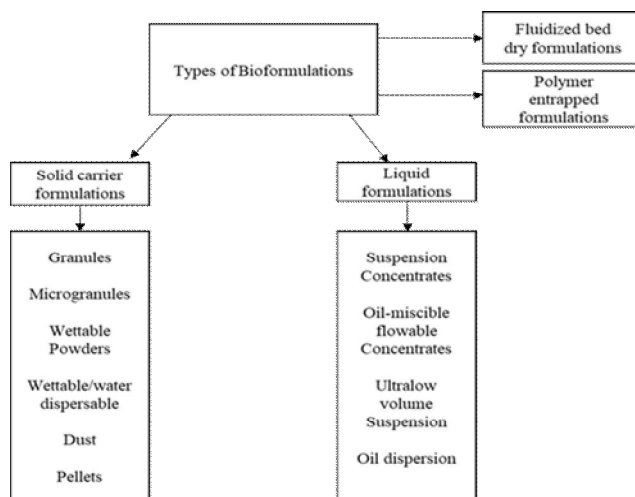 Types of Bioformulations
Fluidized bed
dry formulations
Polymer
entrapped
formulations
Solid carrier
formulations
Liquid
formulations
Granules
Microgranules
Wettable
Powders
Wettable/water
dispersable
Dust
Pellets
Suspension
Concentrates
Oil-miscible
flowable
Concentrates
Ultralow
volume
Suspension
Oil dispersion